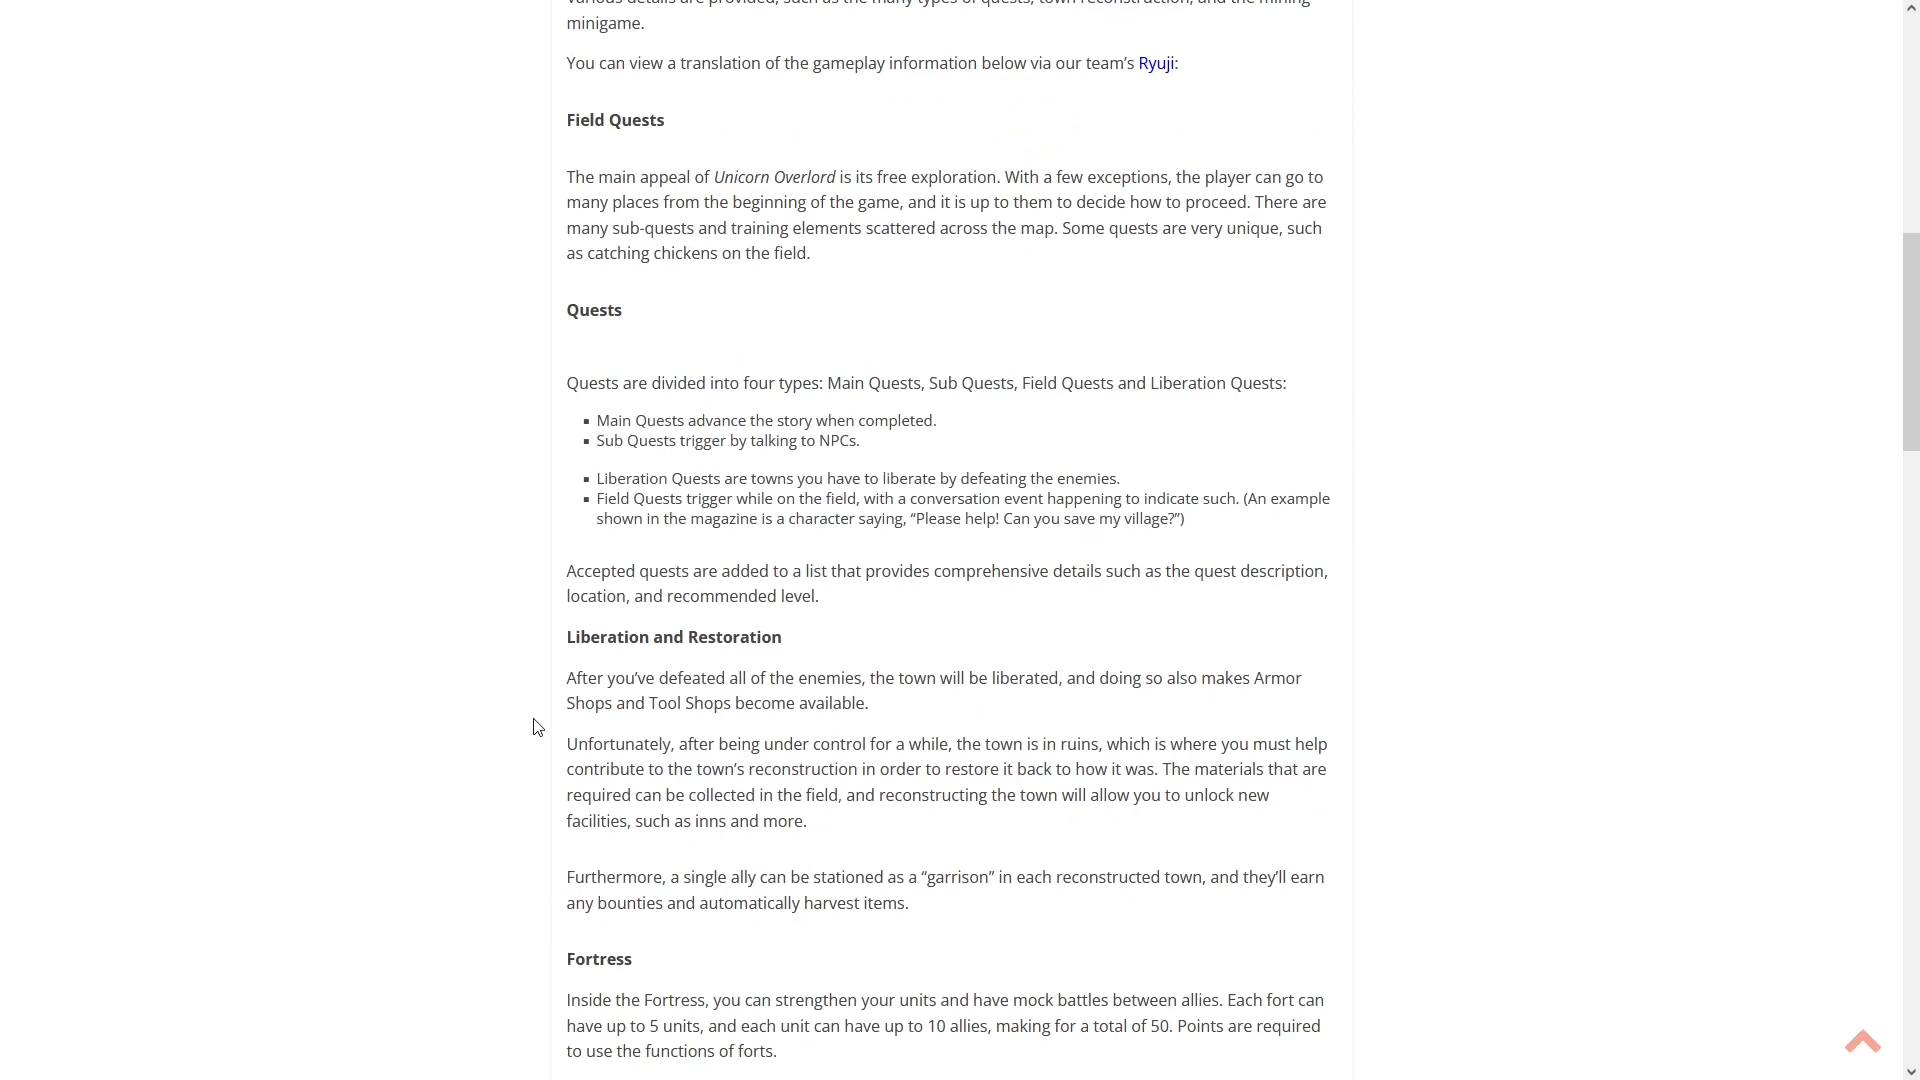 Various details are provided, such as the many types of quests, town reconstruction, and the mining
minigame.
You can view a translation of the gameplay information below via our team’s Ryuji:
Field Quests
The main appeal of Unicorn Overlord is its free exploration. With a few exceptions, the player can go to
many places from the beginning of the game, and it is up to them to decide how to proceed. There are
many sub-quests and training elements scattered across the map. Some quests are very unique, such
as catching chickens on the field.
Quests
Quests are divided into four types: Main Quests, Sub Quests, Field Quests and Liberation Quests:
▪ Main Quests advance the story when completed.
▪ Sub Quests trigger by talking to NPCs.
▪ Liberation Quests are towns you have to liberate by defeating the enemies.
▪ Field Quests trigger while on the field, with a conversation event happening to indicate such. (An example
shown in the magazine is a character saying, “Please help! Can you save my village?”)
Accepted quests are added to a list that provides comprehensive details such as the quest description,
location, and recommended level.
Liberation and Restoration
After you’ve defeated all of the enemies, the town will be liberated, and doing so also makes Armor
Shops and Tool Shops become available.
Unfortunately, after being under control for a while, the town is in ruins, which is where you must help
contribute to the town’s reconstruction in order to restore it back to how it was. The materials that are
required can be collected in the field, and reconstructing the town will allow you to unlock new
facilities, such as inns and more.
Furthermore, a single ally can be stationed as a “garrison” in each reconstructed town, and they’ll earn
any bounties and automatically harvest items.
Fortress
Inside the Fortress, you can strengthen your units and have mock battles between allies. Each fort can
have up to 5 units, and each unit can have up to 10 allies, making for a total of 50. Points are required
to use the functions of forts.